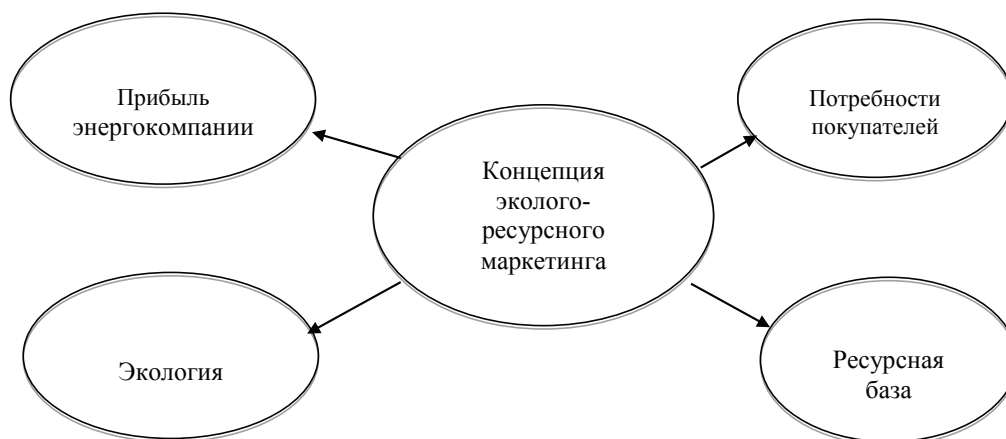 Прибыль
энергокомпании
Потребности
покупателей
Концепция
эколого-
ресурсного
маркетинга
Экология
Ресурсная
база